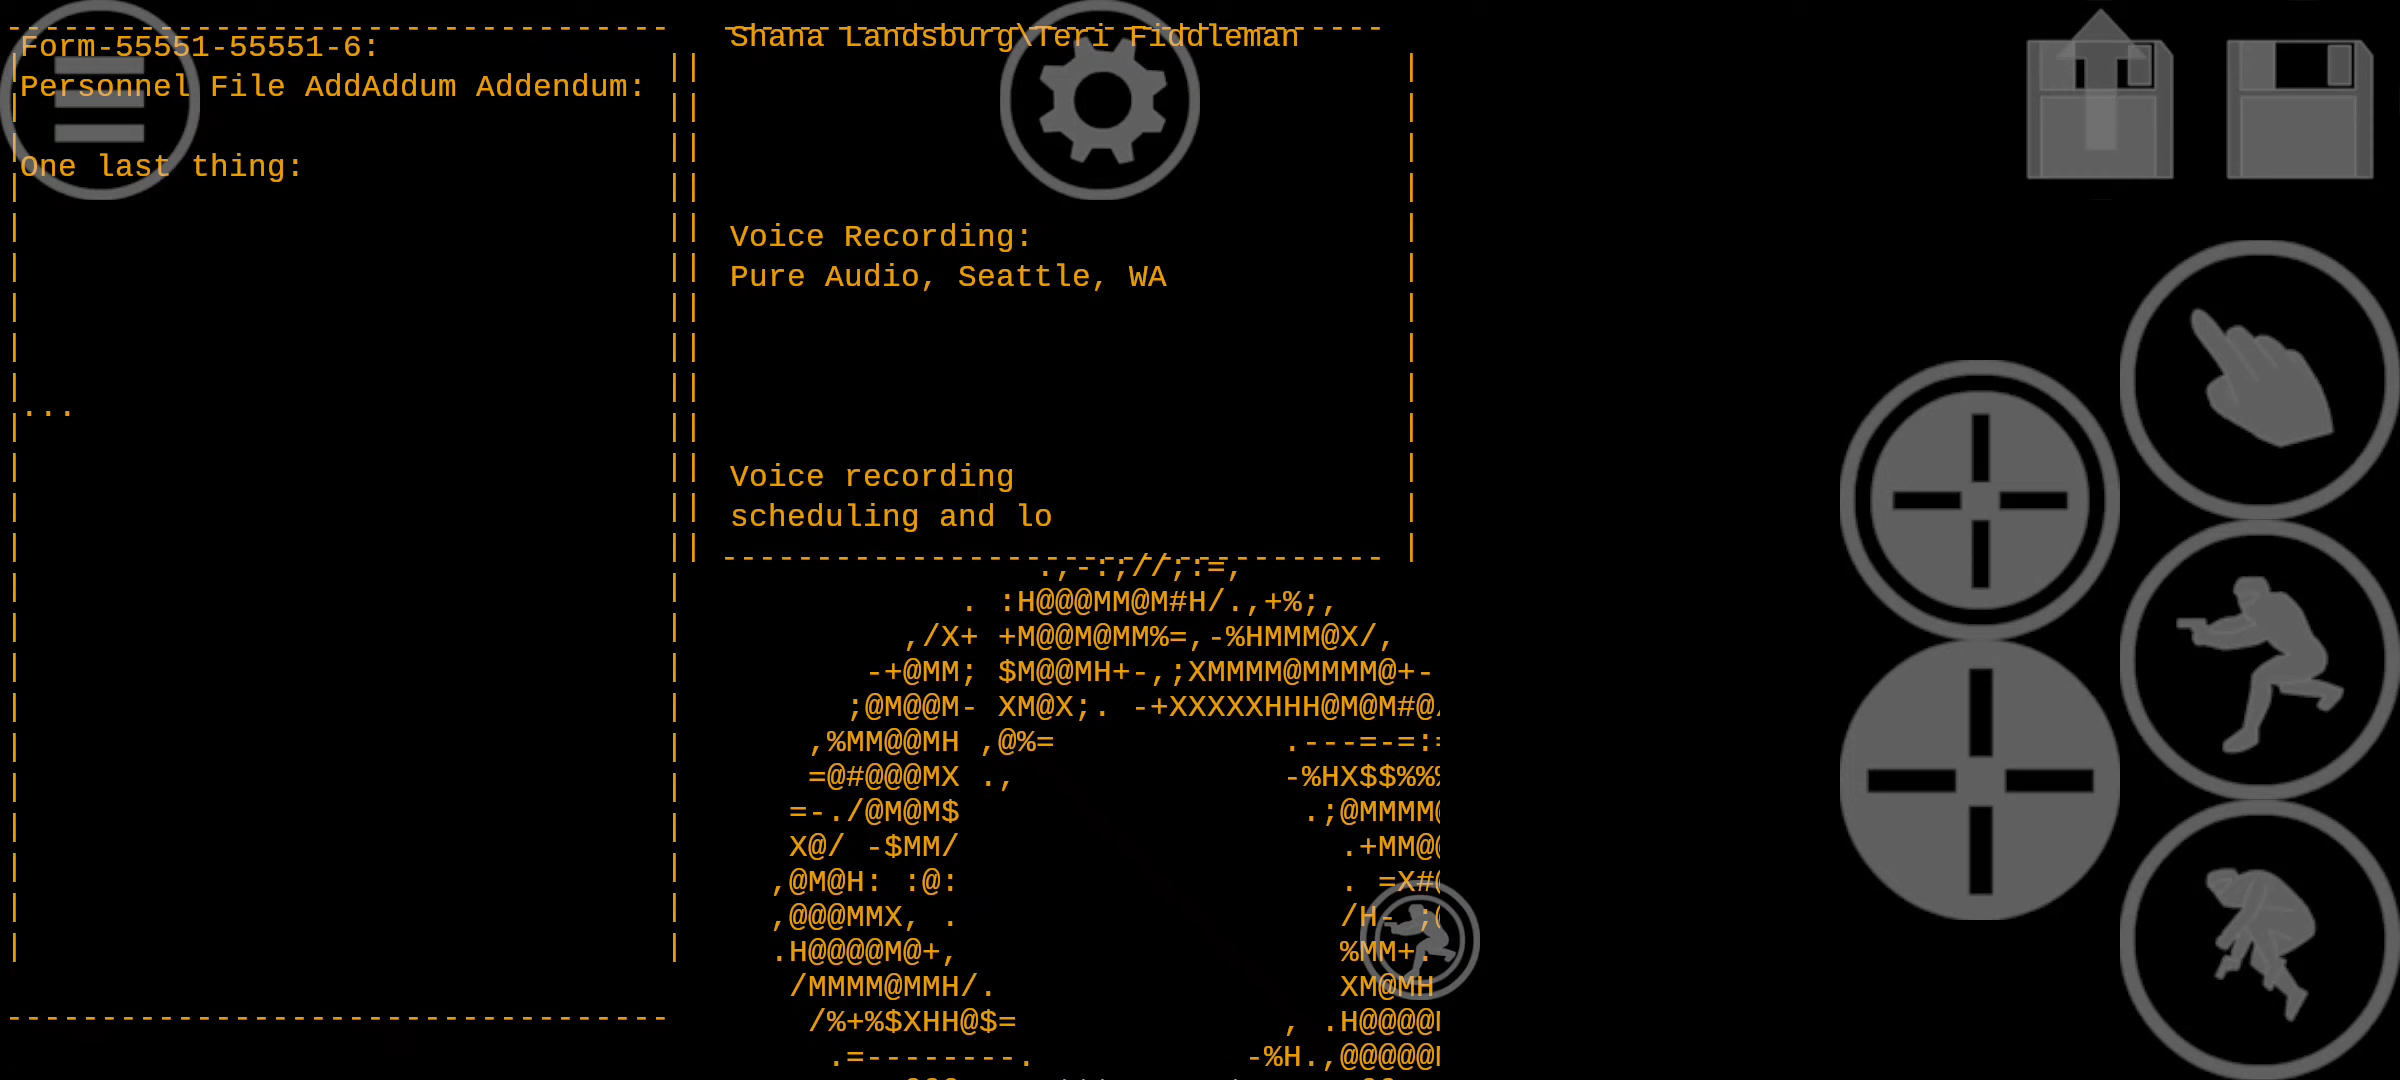 Form-55551-55551-6:
Personnel File AddAddum Addendum:
One last thing:
...
Shana Landsburg\Teri Fiddleman
Voice Recording:
Pure Audio, Seattle, WA
Voice recording
scheduling and lo